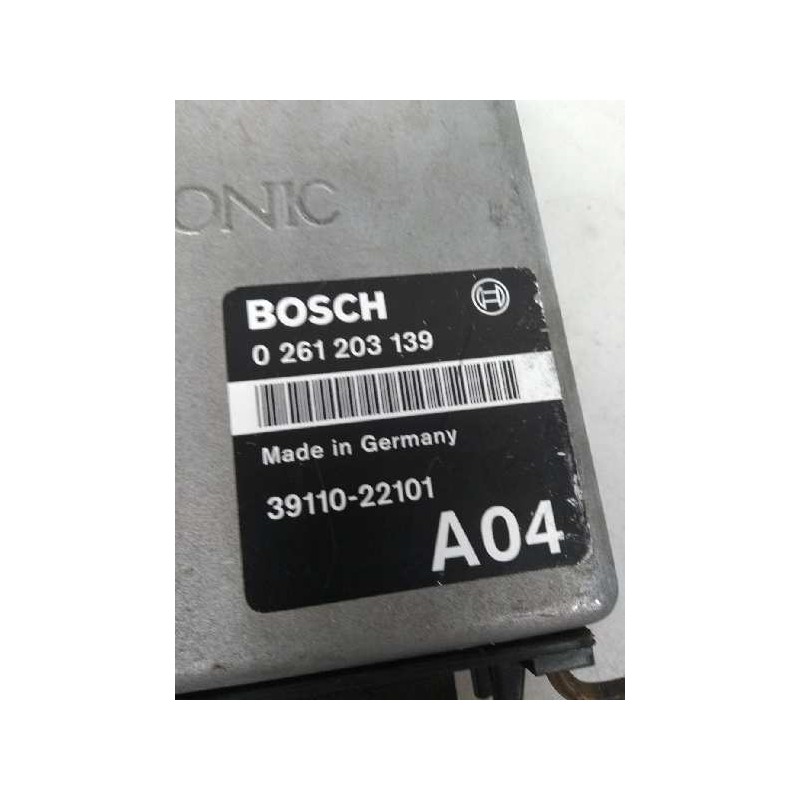 ONIC
BOSCH
0 261 203 139
Made in Germany
39110-22101
A04